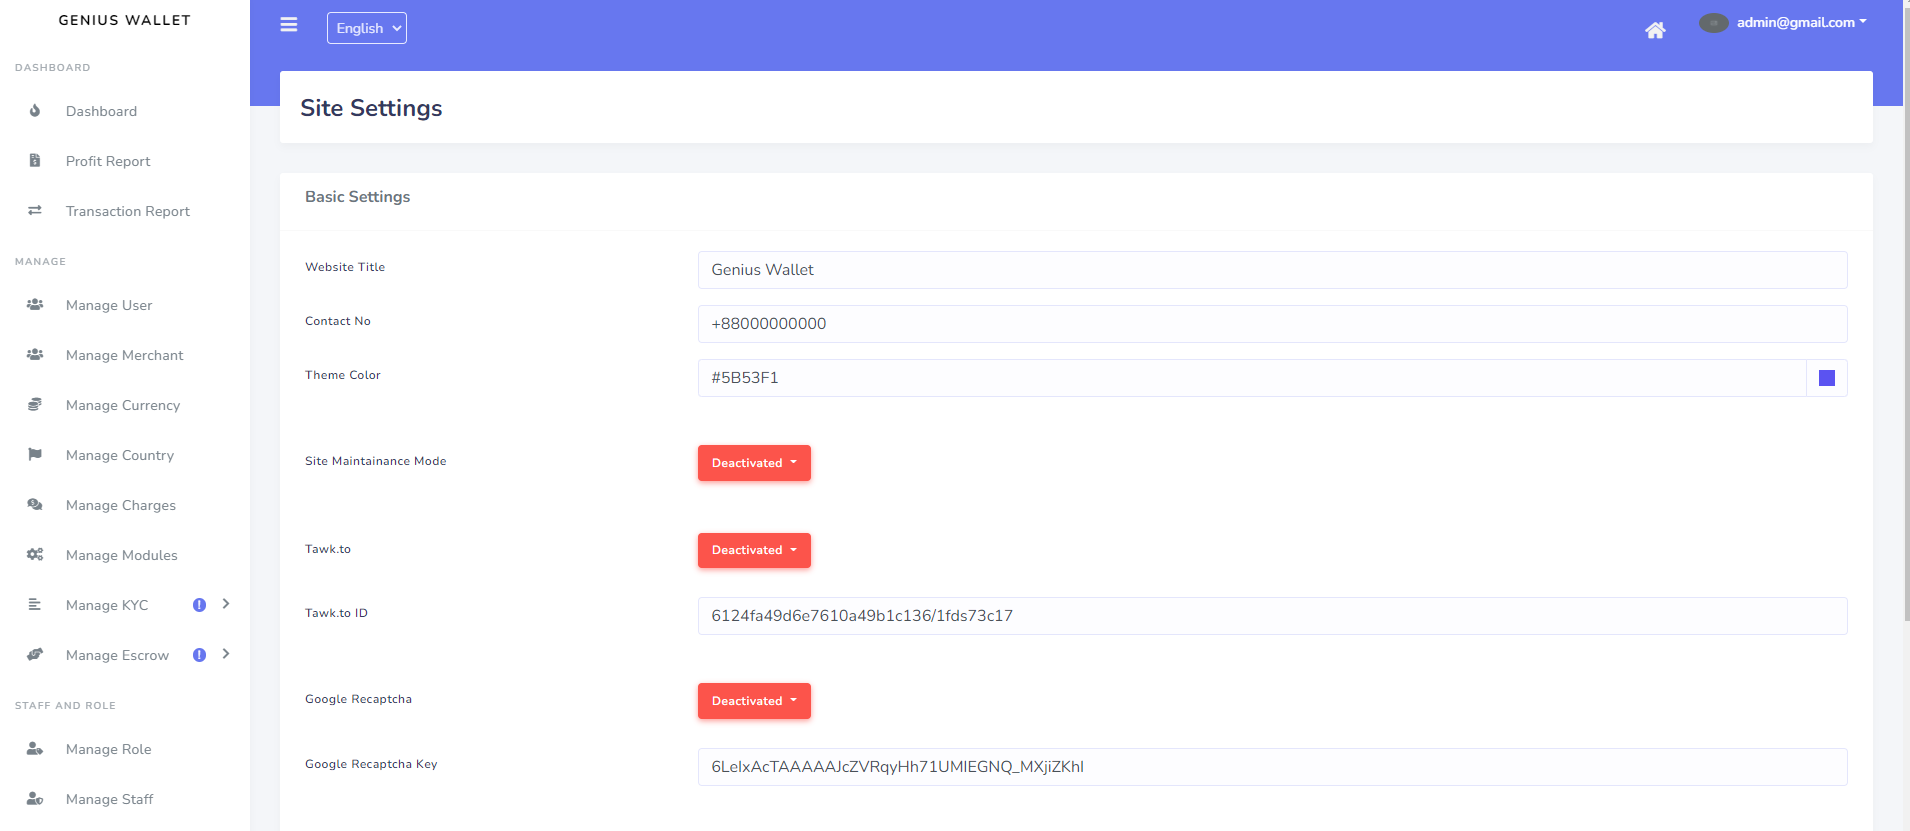 GENIUS WALLET
English
admin@gmail.com
DASHBOARD
Dashboard
Profit Report
Transaction Report
MANAGE
Manage User
Manage Merchant
Manage Currency
Manage Country
Manage Charges
Manage Modules
Manage KYC
Manage Escrow
STAFF AND ROLE
Manage Role
Manage Staff
Site Settings
Basic Settings
Website Title
Genius Wallet
Contact No
+88000000000
Theme Color
#5B53F1
Site Maintainance Mode
Deactivated
Tawk.to
Deactivated
Tawk.to ID
6124fa49d6e7610a49b1c136/1fds73c17
Google Recaptcha
Deactivated
Google Recaptcha Key
6LeIxAcTAAAAAJcZVRqyHh71UMIEGNQ_MXjiZKhI